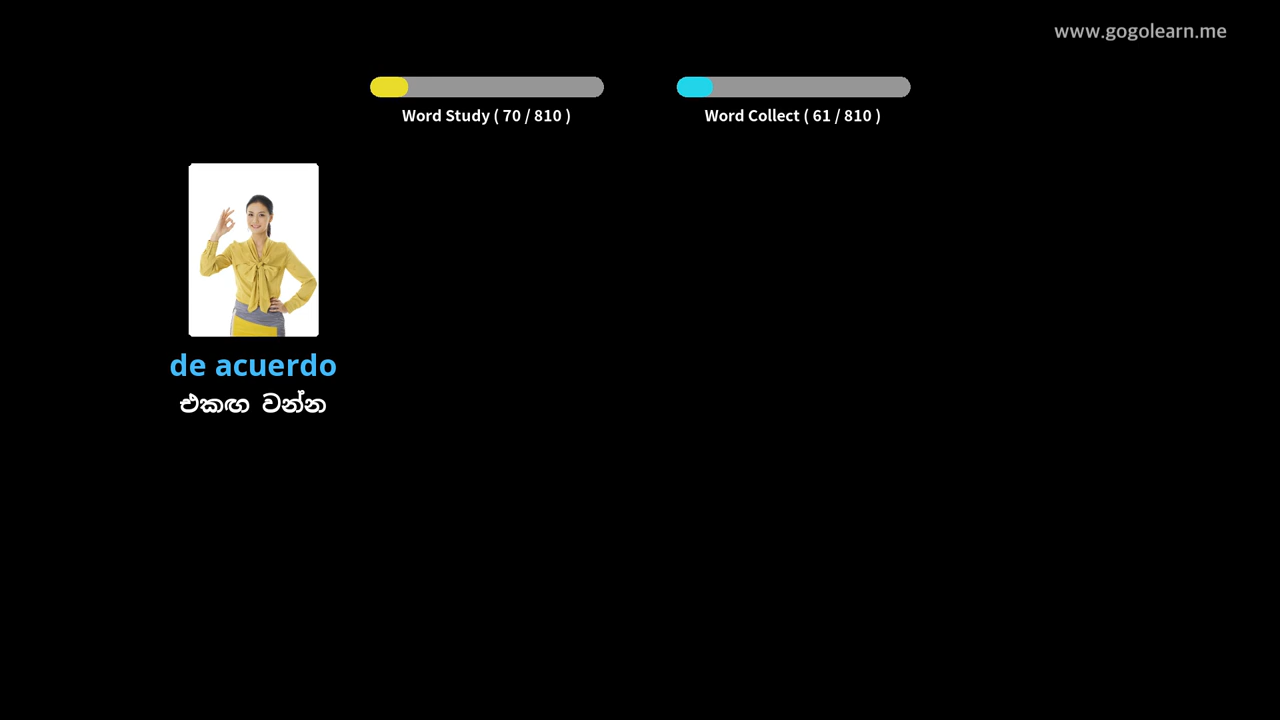 www.gogolearn.me
Word Study ( 70 / 810 )
Word Collect ( 61 / 810 )
de acuerdo
එකඟ වන්න